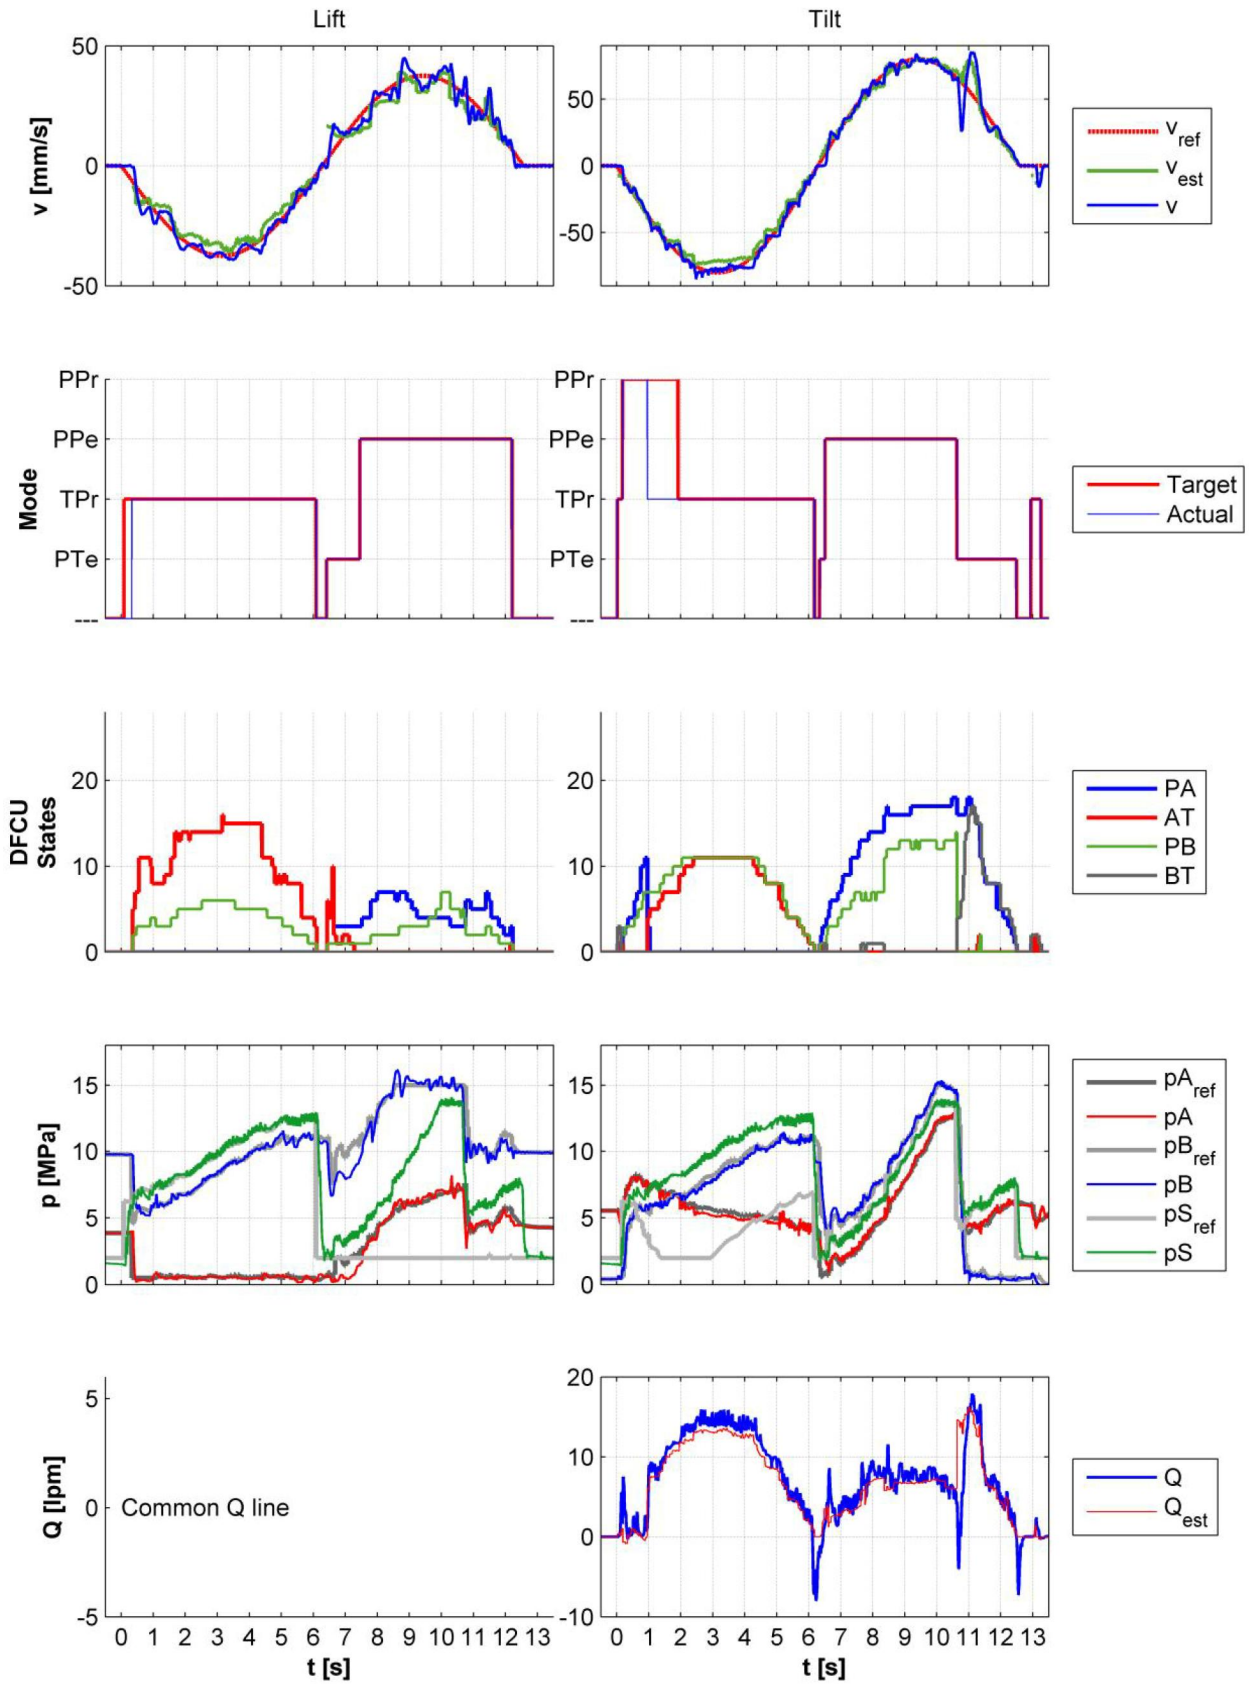 Lift Tilt
50
0
-50
v [mm/s]
50
0
-50
v_ref
v_est
v
PPr
PPe
TPr
PTe
---
Mode
PPr
PPe
TPr
PTe
---
Target
Actual
20
10
0
DFCU
States
20
10
0
PA
AT
PB
BT
15
10
5
0
p [MPa]
15
10
5
0
pA_ref
pA
pB_ref
pB
pS_ref
pS
5
0
-5
Q [lpm]
Common Q line
20
10
0
-10
Q
Q_est
0 1 2 3 4 5 6 7 8 9 10 11 12 13
t [s]
0 1 2 3 4 5 6 7 8 9 10 11 12 13
t [s]